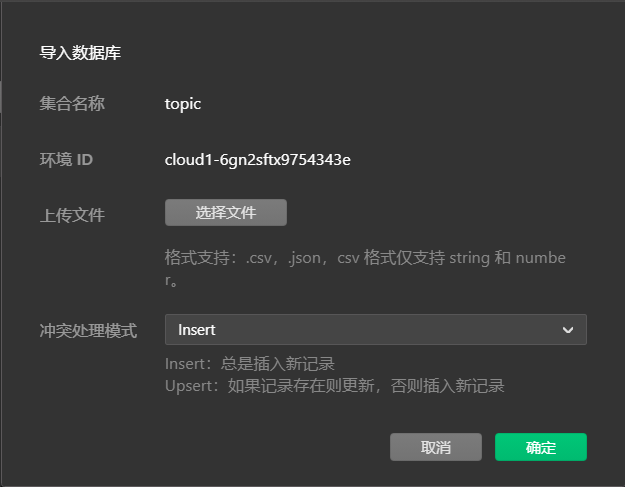 导入数据库
集合名称 topic
环境 ID cloud1-6gn2sftx9754343e
上传文件 选择文件
格式支持：.csv，.json，csv 格式仅支持 string 和 numbe
r。
冲突处理模式 Insert
Insert：总是插入新记录
Upsert：如果记录存在则更新，否则插入新记录
取消 确定